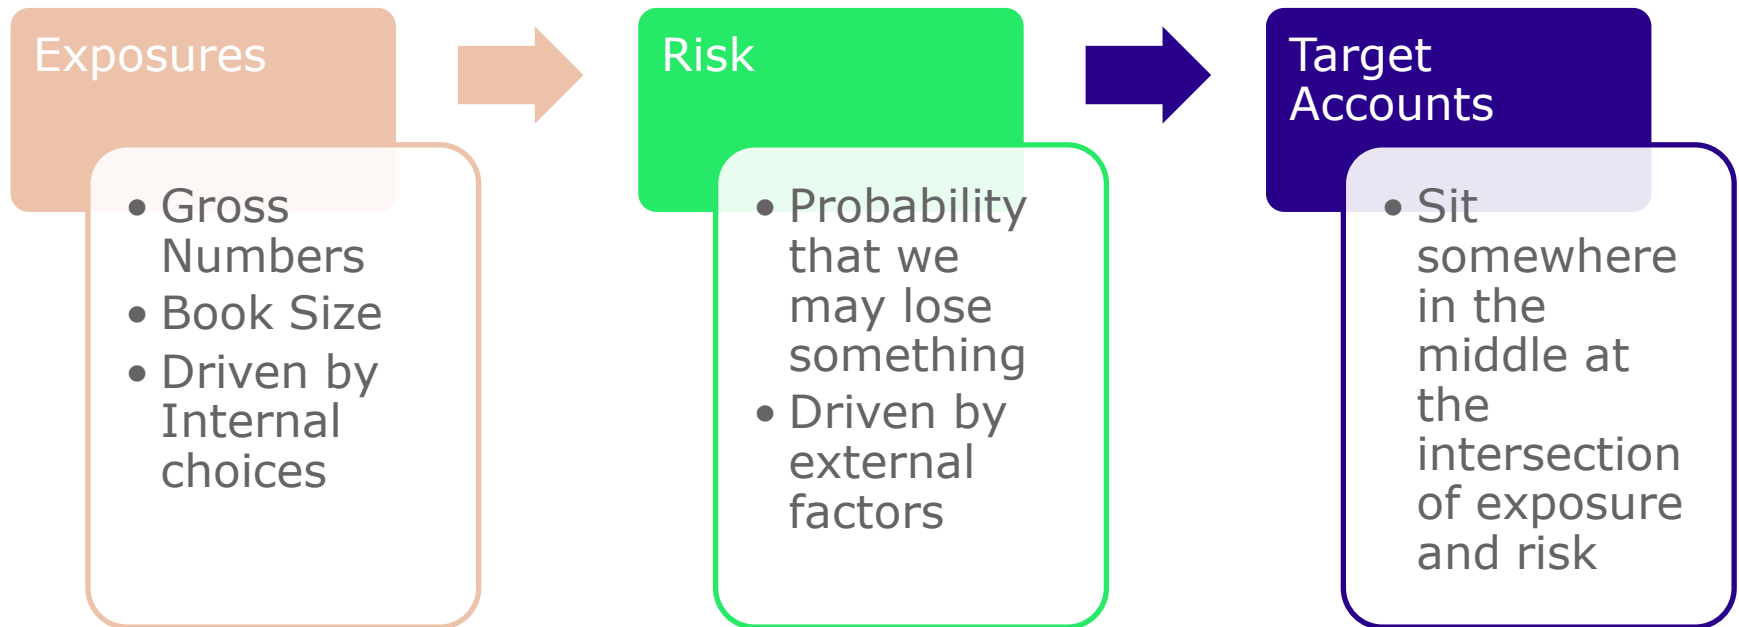 Exposures
• Gross
Numbers
• Book Size
• Driven by
Internal
choices
Risk
• Probability
that we
may lose
something
• Driven by
external
factors
Target
Accounts
• Sit
somewhere
in the
middle at
the
intersection
of exposure
and risk